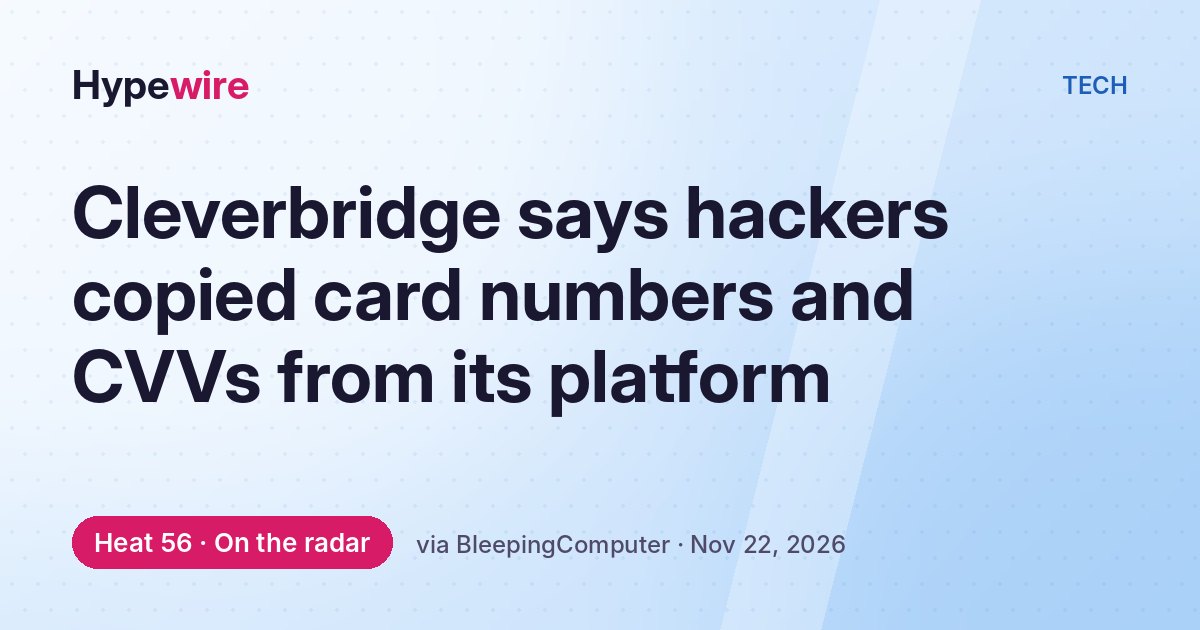 Hypewire
TECH
Cleverbridge says hackers
copied card numbers and
CVVs from its platform
Heat 56 · On the radar
via BleepingComputer · Nov 22, 2026